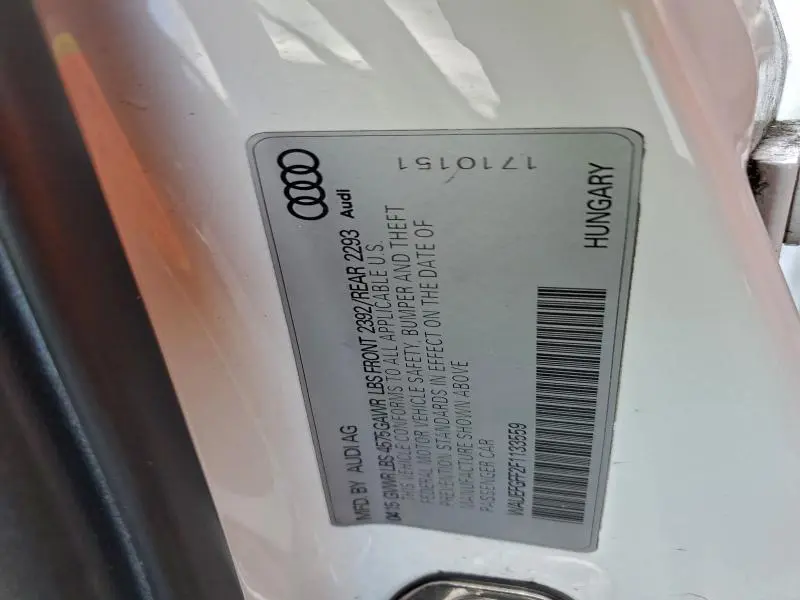 MFD. BY AUDI AG
Audi
04/15 GVWR LBS 4575 GAWR LBS FRONT 2392/REAR 2293
THIS VEHICLE CONFORMS TO ALL APPLICABLE U.S.
FEDERAL MOTOR VEHICLE SAFETY, BUMPER AND THEFT
PREVENTION STANDARDS IN EFFECT ON THE DATE OF
MANUFACTURE SHOWN ABOVE
PASSENGER CAR
1710151
WAUEFGFF2F1133559
HUNGARY